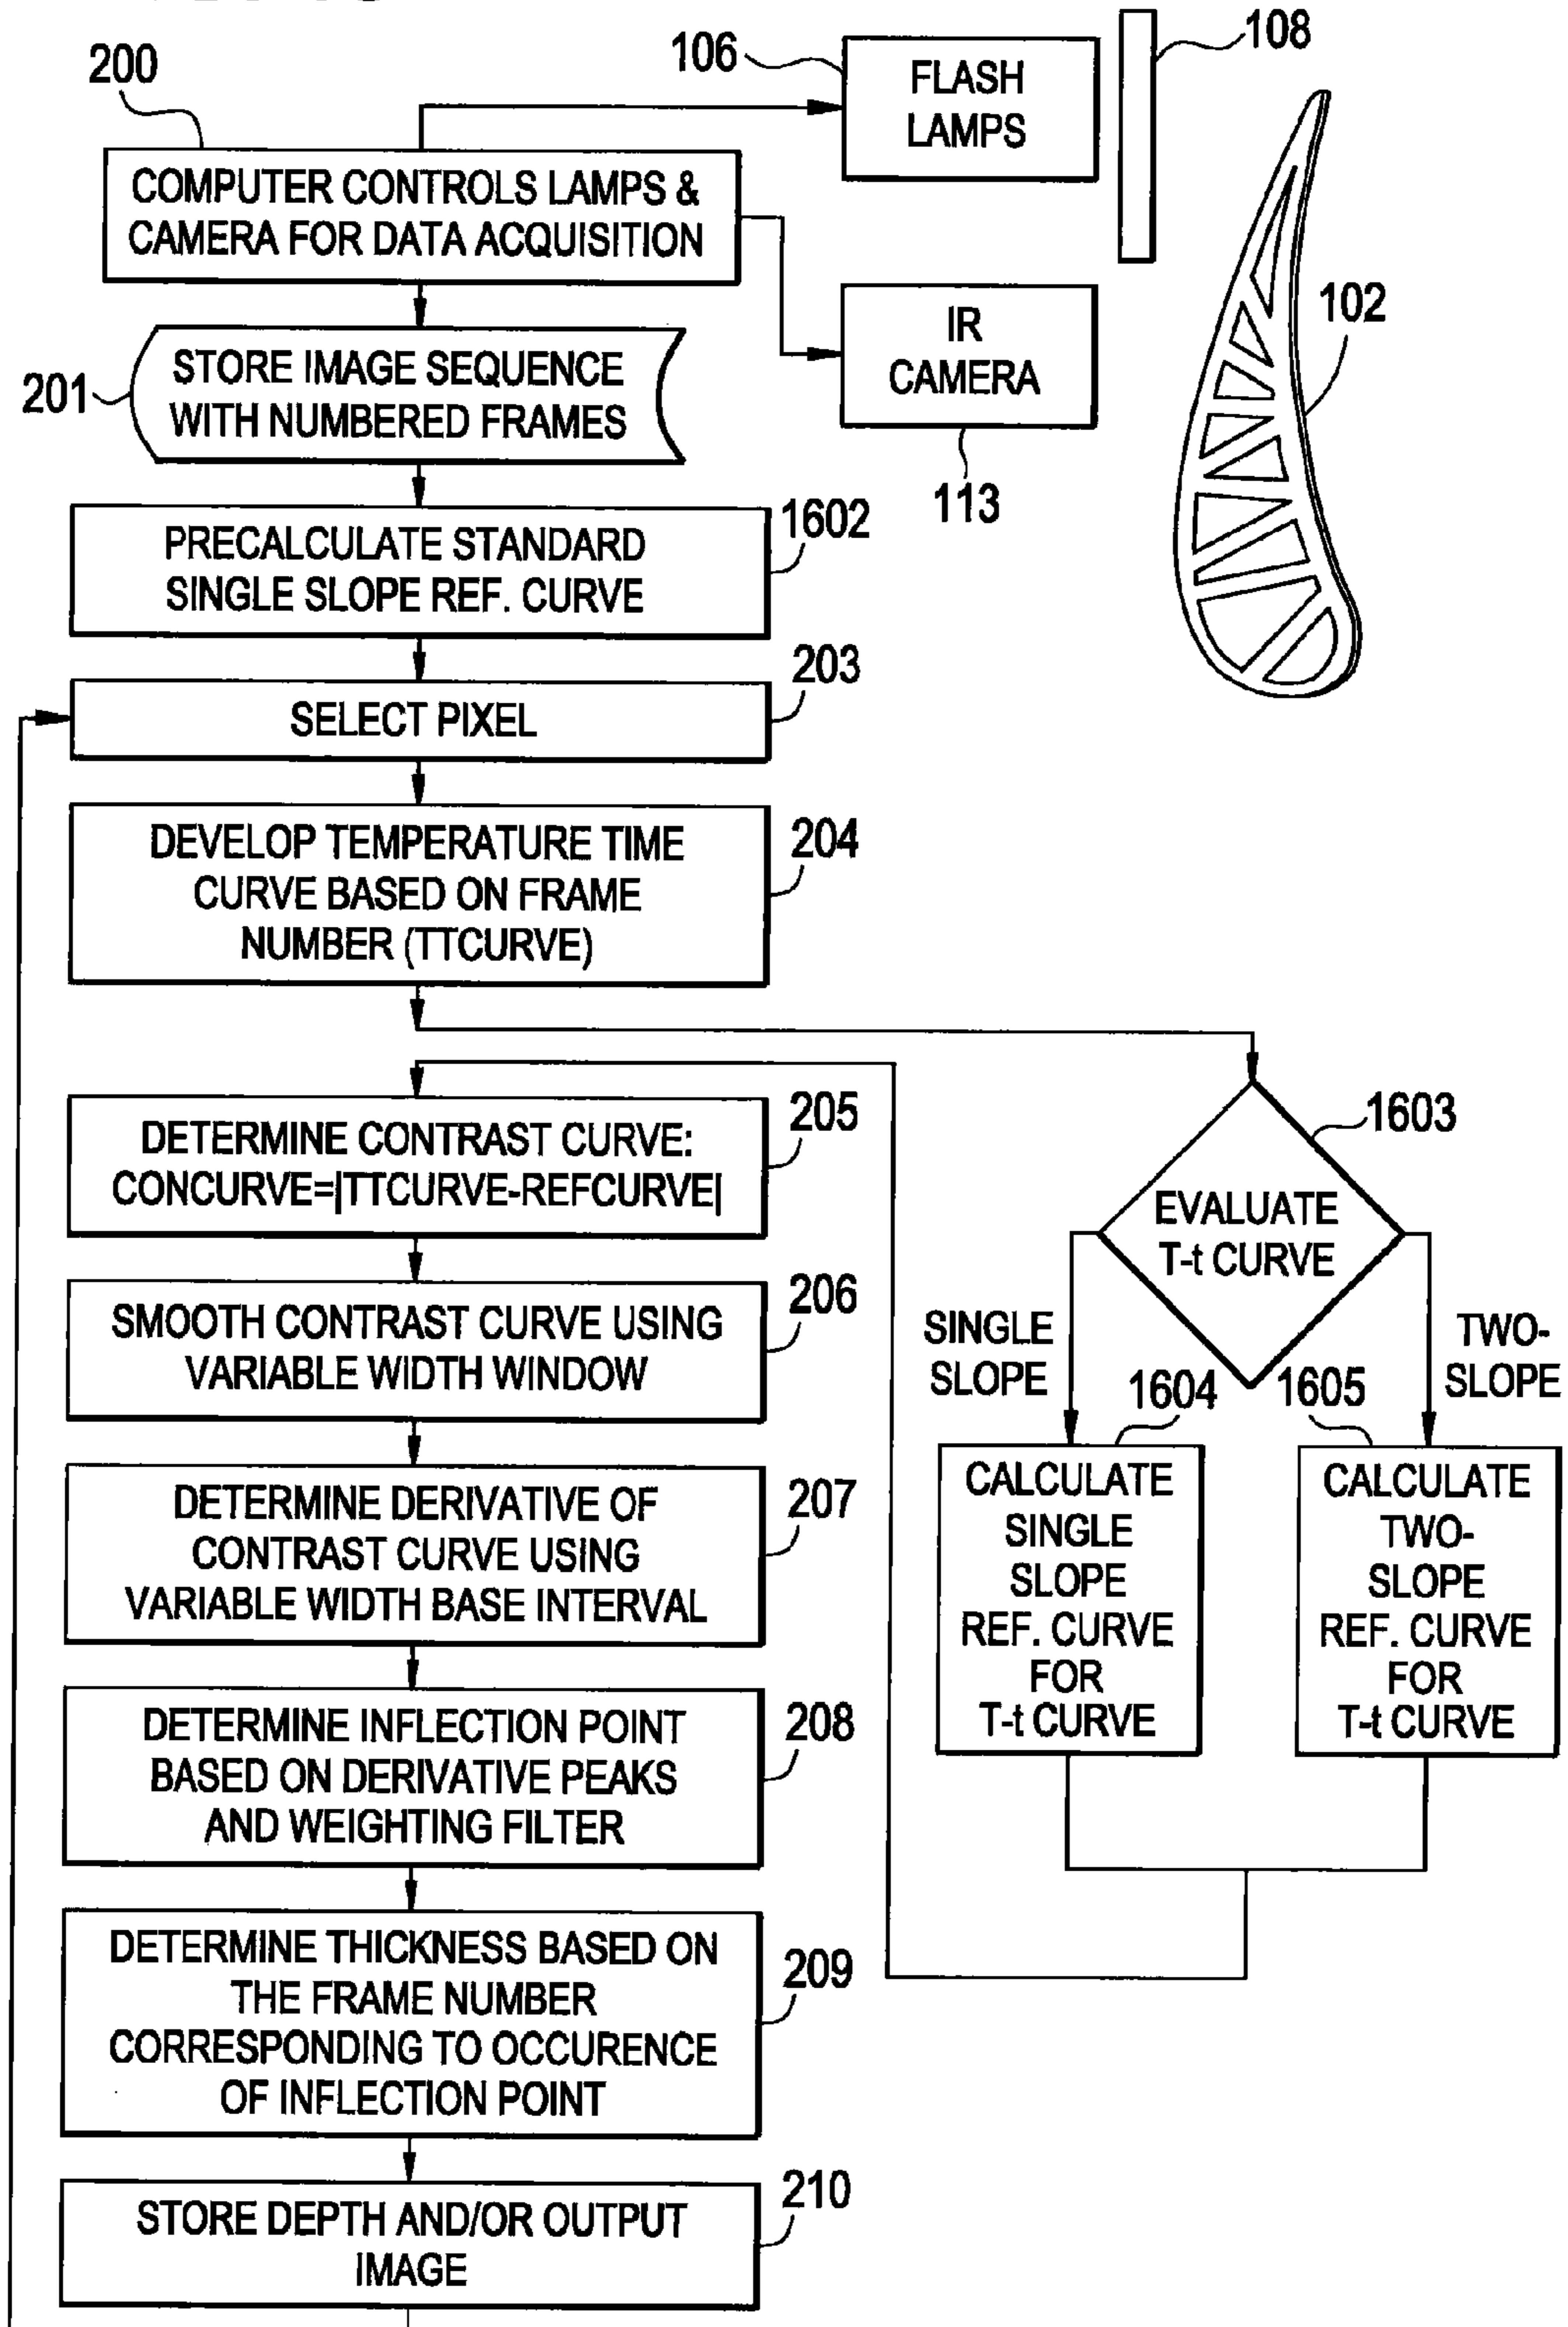 200
106
FLASH
LAMPS
108
COMPUTER CONTROLS LAMPS &
CAMERA FOR DATA ACQUISITION
201
STORE IMAGE SEQUENCE
WITH NUMBERED FRAMES
IR
CAMERA
113
102
PRECALCULATE STANDARD
SINGLE SLOPE REF. CURVE
1602
SELECT PIXEL
203
DEVELOP TEMPERATURE TIME
CURVE BASED ON FRAME
NUMBER (TTCURVE)
204
DETERMINE CONTRAST CURVE:
CONCURVE=|TTCURVE-REFCURVE|
205
EVALUATE
T-t CURVE
1603
SMOOTH CONTRAST CURVE USING
VARIABLE WIDTH WINDOW
206
SINGLE
SLOPE
TWO-
SLOPE
1604
1605
CALCULATE
SINGLE
SLOPE
REF. CURVE
FOR
T-t CURVE
CALCULATE
TWO-
SLOPE
REF. CURVE
FOR
T-t CURVE
DETERMINE DERIVATIVE OF
CONTRAST CURVE USING
VARIABLE WIDTH BASE INTERVAL
207
DETERMINE INFLECTION POINT
BASED ON DERIVATIVE PEAKS
AND WEIGHTING FILTER
208
DETERMINE THICKNESS BASED ON
THE FRAME NUMBER
CORRESPONDING TO OCCURENCE
OF INFLECTION POINT
209
STORE DEPTH AND/OR OUTPUT
IMAGE
210